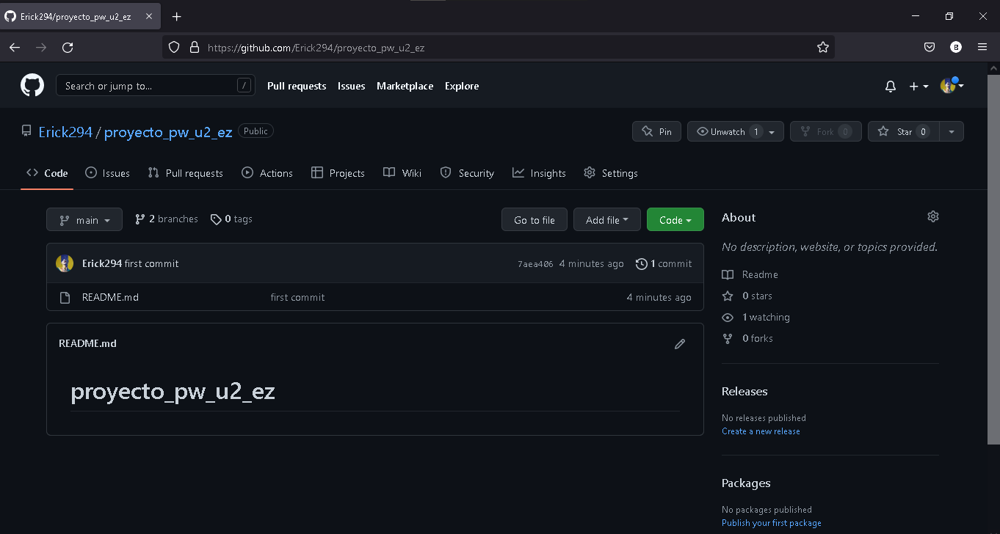 Erick294/proyecto_pw_u2_ez
https://github.com/Erick294/proyecto_pw_u2_ez
B
Search or jump to...
/
Pull requests
Issues
Marketplace
Explore
Erick294 / proyecto_pw_u2_ez Public
Pin
Unwatch 1
Fork 0
Star 0
Code
Issues
Pull requests
Actions
Projects
Wiki
Security
Insights
Settings
main
2 branches
0 tags
Go to file
Add file
Code
Erick294 first commit 7aea406 4 minutes ago 1 commit
README.md first commit 4 minutes ago
README.md
proyecto_pw_u2_ez
About
No description, website, or topics provided.
Readme
0 stars
1 watching
0 forks
Releases
No releases published
Create a new release
Packages
No packages published
Publish your first package